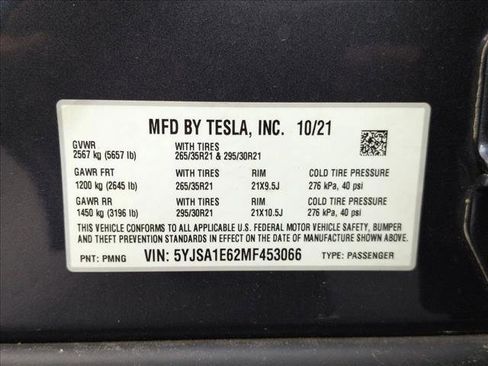 MFD BY TESLA, INC. 10/21
GVWR WITH TIRES
2567 kg (5657 lb) 265/35R21 & 295/30R21
GAWR FRT WITH TIRES RIM COLD TIRE PRESSURE
1200 kg (2645 lb) 265/35R21 21X9.5J 276 kPa, 40 psi
GAWR RR WITH TIRES RIM COLD TIRE PRESSURE
1450 kg (3196 lb) 295/30R21 21X10.5J 276 kPa, 40 psi
THIS VEHICLE CONFORMS TO ALL APPLICABLE U.S. FEDERAL MOTOR VEHICLE SAFETY, BUMPER
AND THEFT PREVENTION STANDARDS IN EFFECT ON THE DATE OF MANUFACTURE SHOWN ABOVE.
PNT: PMNG VIN: 5YJSA1E62MF453066 TYPE: PASSENGER